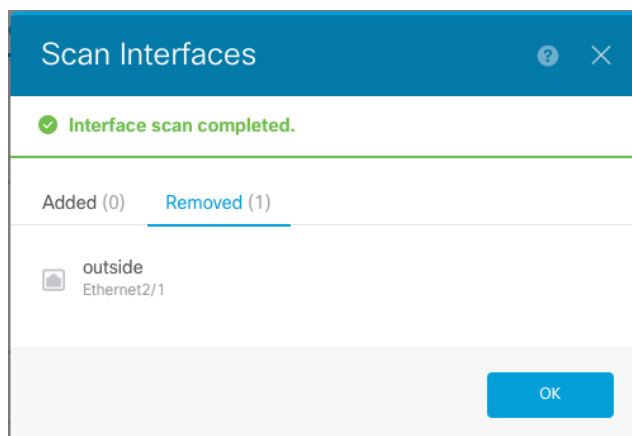 Scan Interfaces
Interface scan completed.
Added (0) Removed (1)
outside
Ethernet2/1
OK